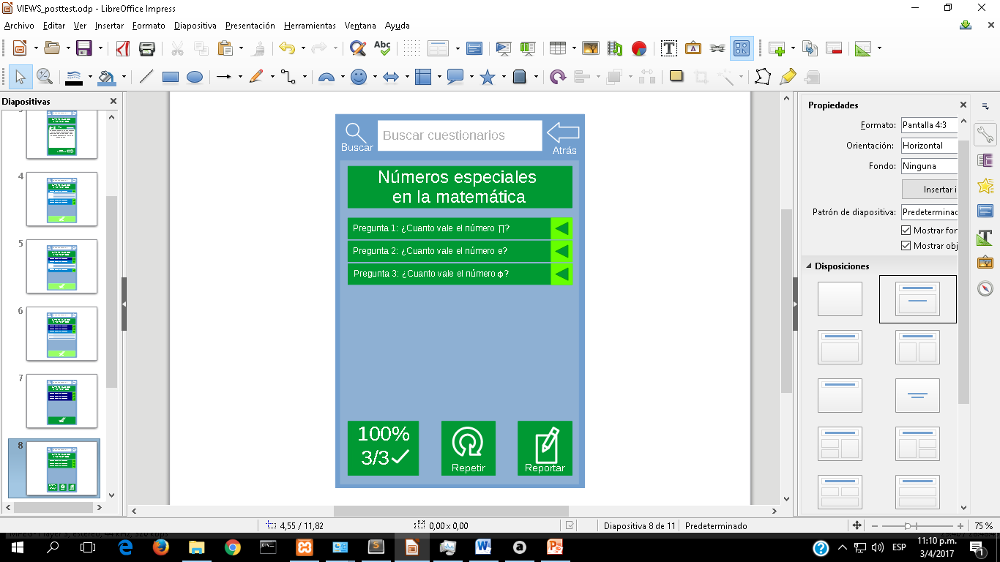 VIEWS_posttest.odp - LibreOffice Impress
Archivo Editar Ver Insertar Formato Diapositiva Presentación Herramientas Ventana Ayuda
Abc
Diapositivas
4
5
6
7
8
Buscar
Buscar cuestionarios
Atrás
Números especiales
en la matemática
Pregunta 1: ¿Cuanto vale el número ∏?
Pregunta 2: ¿Cuanto vale el número e?
Pregunta 3: ¿Cuanto vale el número ϕ?
100%
3/3
Repetir
Reportar
Propiedades
Formato: Pantalla 4:3
Orientación: Horizontal
Fondo: Ninguna
Insertar i
Patrón de diapositiva: Predeterminac
Mostrar for
Mostrar obj
Disposiciones
4,55 / 11,82
0,00 x 0,00
Diapositiva 8 de 11
Predeterminado
75 %
ESP
11:10 p.m.
3/4/2017
1